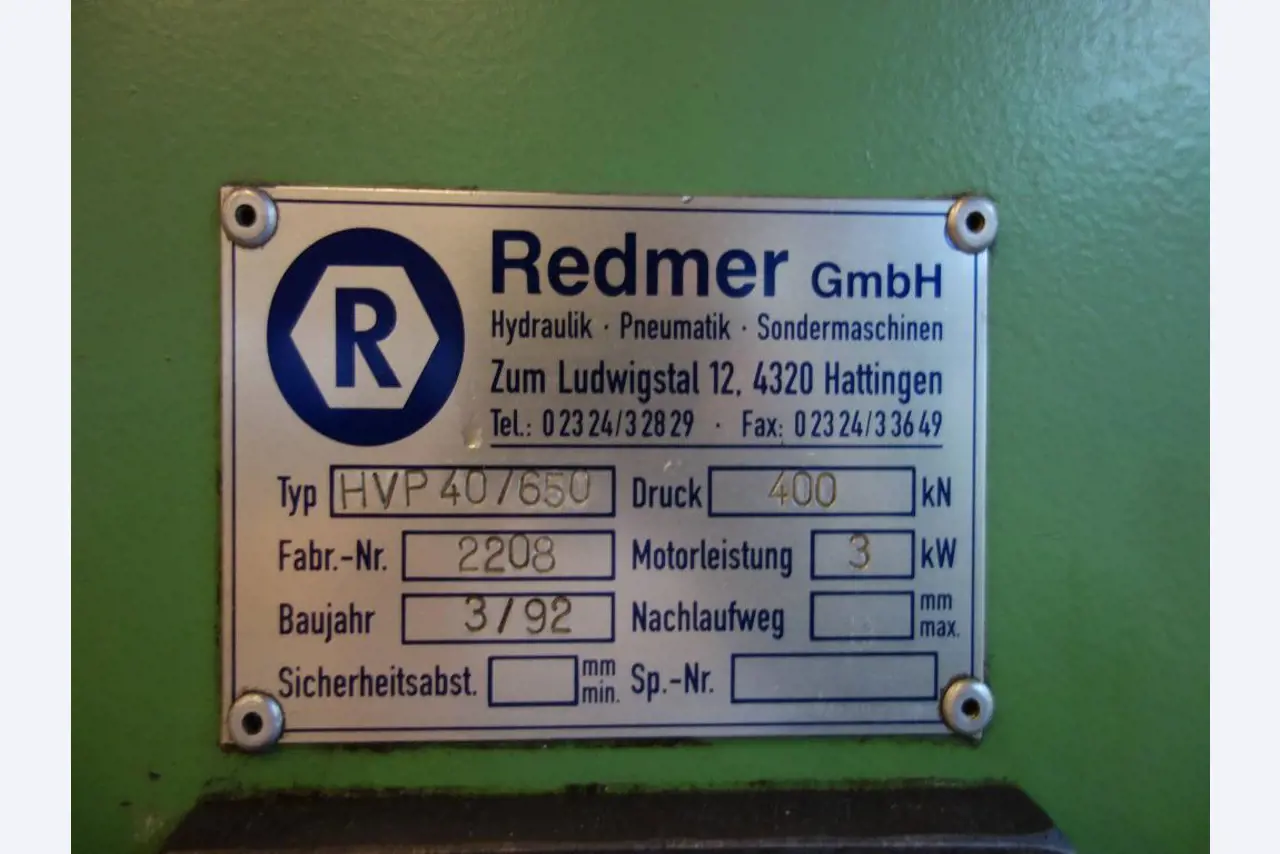 R
Redmer GmbH
Hydraulik · Pneumatik · Sondermaschinen
Zum Ludwigstal 12, 4320 Hattingen
Tel.: 0 23 24/3 28 29 · Fax: 0 23 24/3 36 49
Typ HVP 40/650 Druck 400 kN
Fabr.-Nr. 2208 Motorleistung 3 kW
Baujahr 3/92 Nachlaufweg mm max.
Sicherheitsabst. mm min. Sp.-Nr.